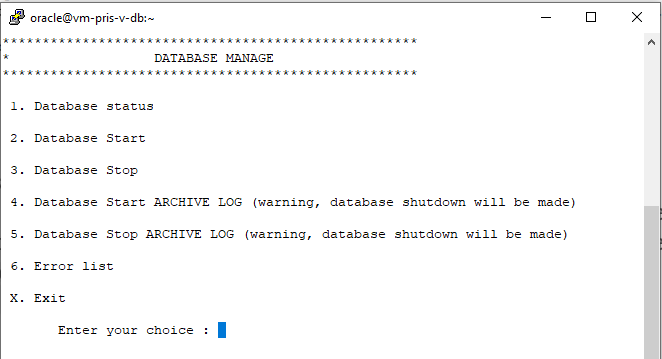 oracle@vm-pris-v-db:~
****************************************************
* DATABASE MANAGE
****************************************************
1. Database status
2. Database Start
3. Database Stop
4. Database Start ARCHIVE LOG (warning, database shutdown will be made)
5. Database Stop ARCHIVE LOG (warning, database shutdown will be made)
6. Error list
X. Exit
Enter your choice :